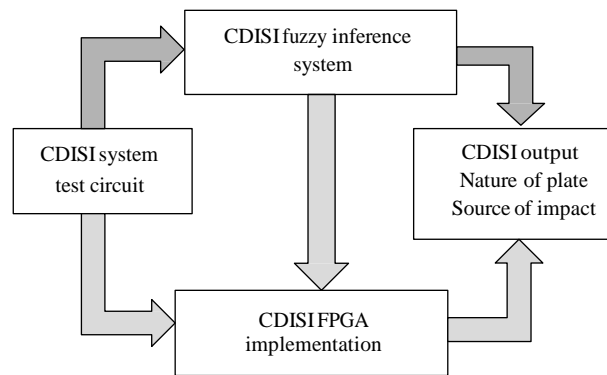 CDISI fuzzy inference
system
CDISI system
test circuit
CDISI output
Nature of plate
Source of impact
CDISI FPGA
implementation